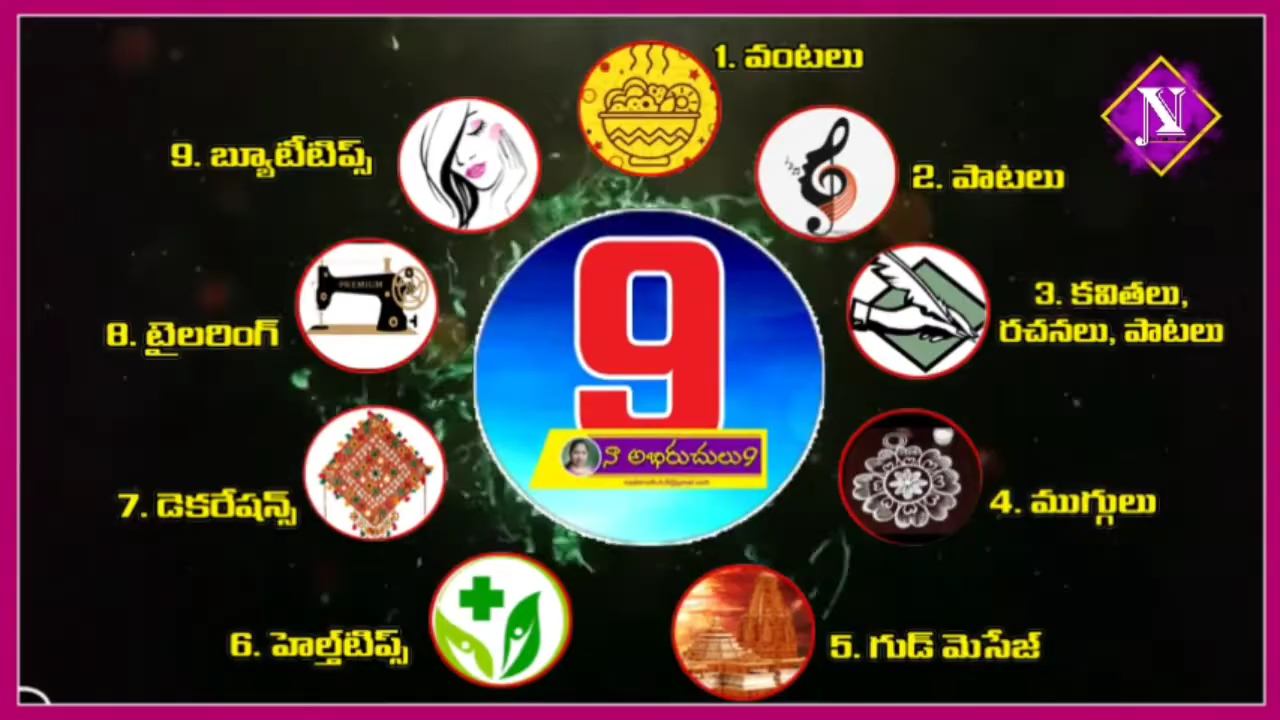 1. వంటలు
2. పాటలు
3. కవితలు,
రచనలు, పాటలు
4. ముగ్గులు
5. గుడ్ మెసేజ్
6. హెల్త్‌టిప్స్
7. డెకరేషన్స్
8. టైలరింగ్
9. బ్యూటీటిప్స్
9
నా అభిరుచులు9
PREMIUM
N